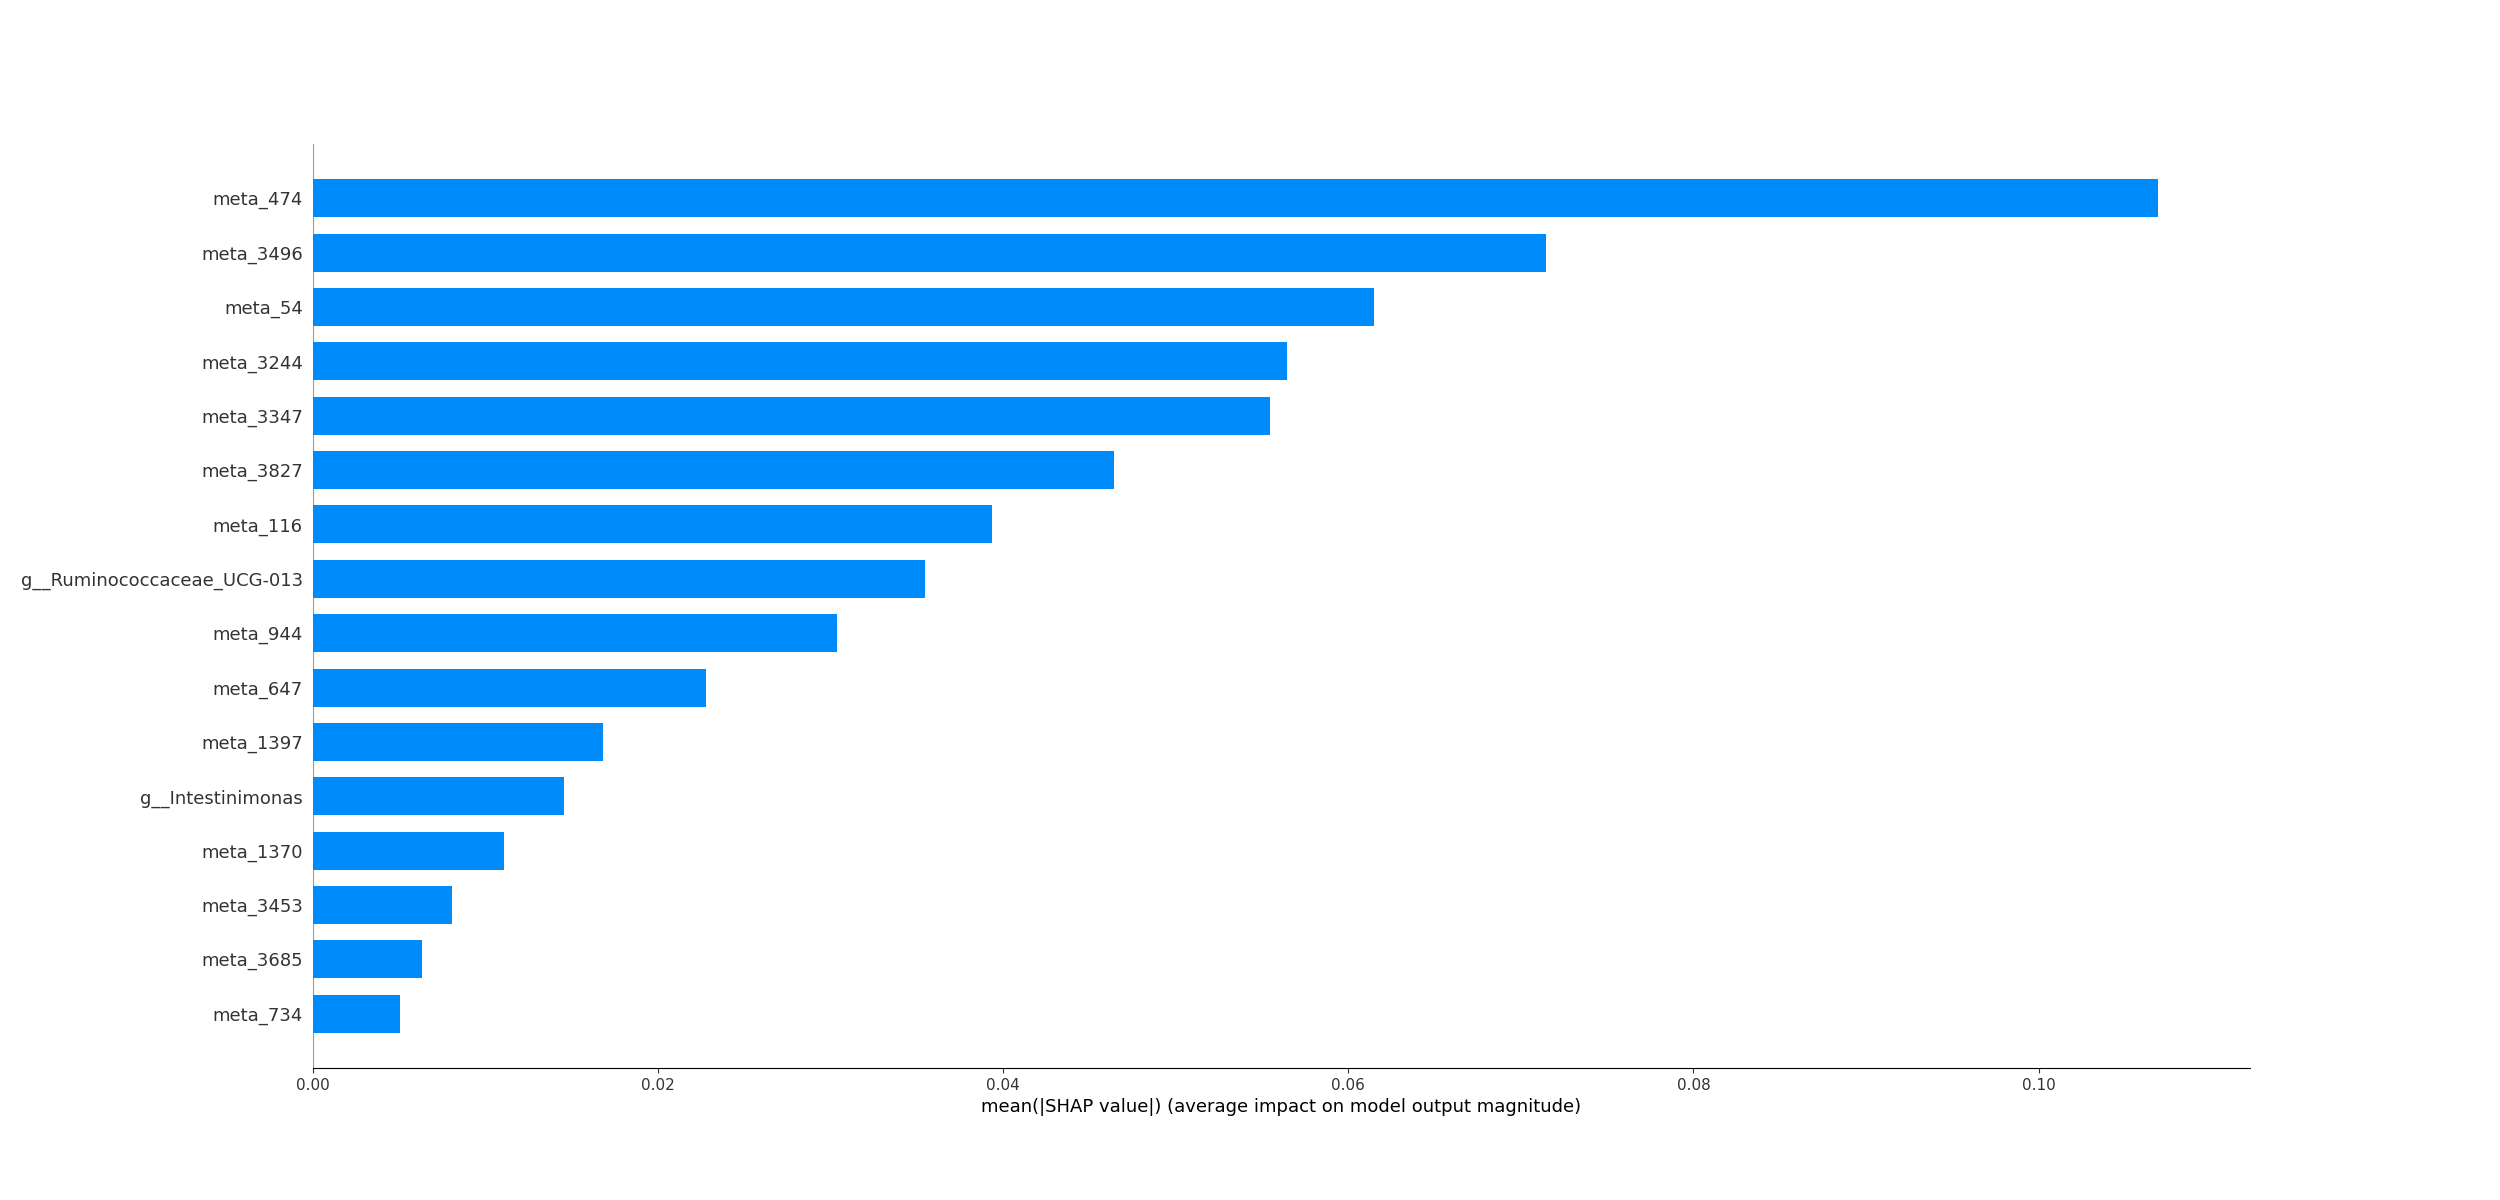 meta_474
meta_3496
meta_54
meta_3244
meta_3347
meta_3827
meta_116
g__Ruminococcaceae_UCG-013
meta_944
meta_647
meta_1397
g__Intestinimonas
meta_1370
meta_3453
meta_3685
meta_734
0.00 0.02 0.04 0.06 0.08 0.10
mean(|SHAP value|) (average impact on model output magnitude)